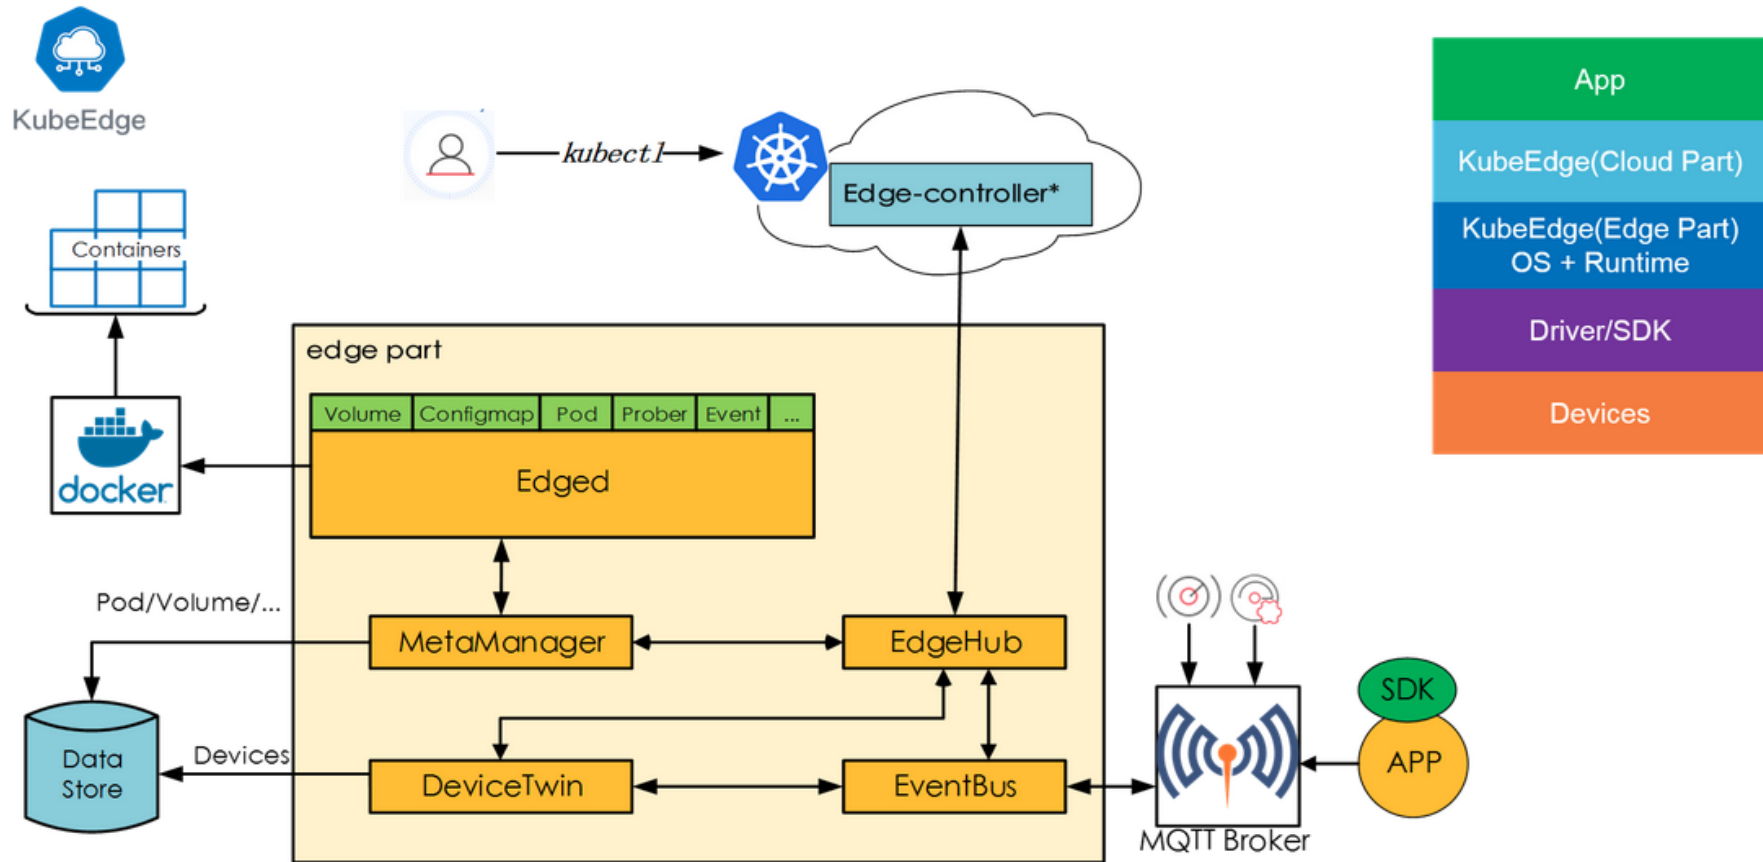 KubeEdge
kubectl
Edge-controller*
App
KubeEdge(Cloud Part)
KubeEdge(Edge Part)
OS + Runtime
Driver/SDK
Devices
Containers
docker
edge part
Volume
Configmap
Pod
Prober
Event
...
Edged
Pod/Volume/...
MetaManager
EdgeHub
Data
Store
Devices
DeviceTwin
EventBus
MQTT Broker
SDK
APP